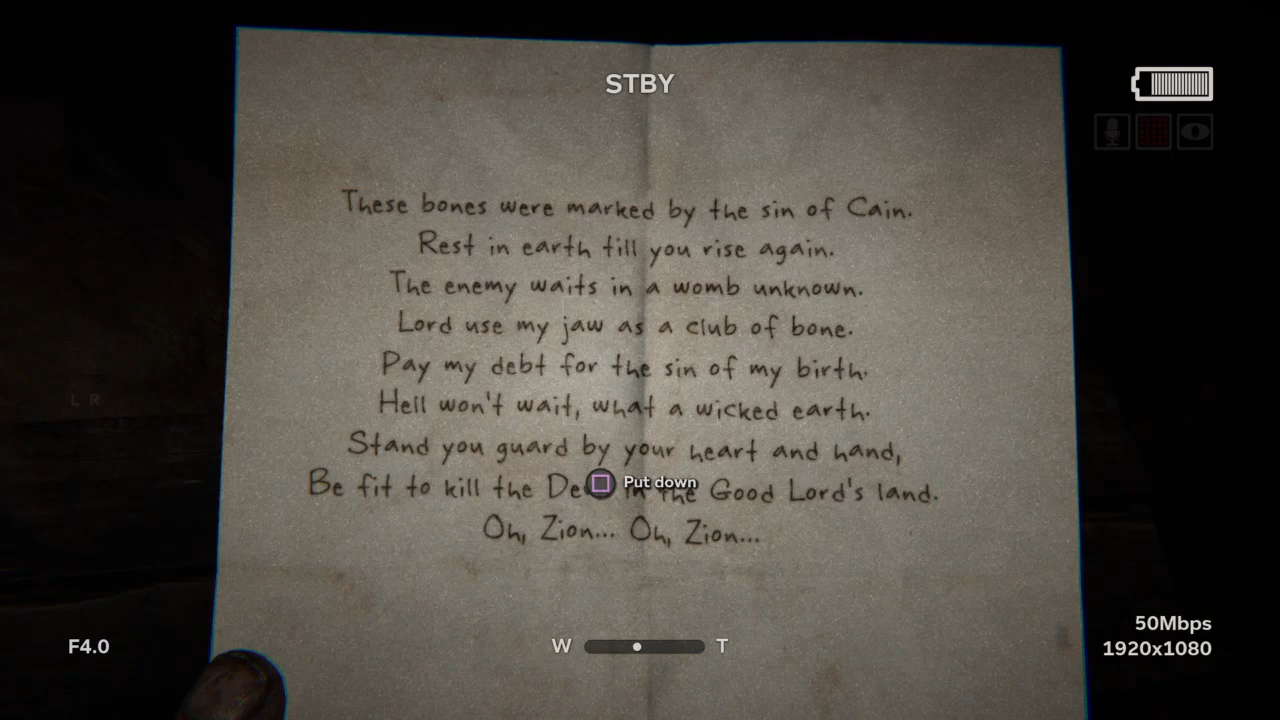 STBY
These bones were marked by the sin of Cain.
Rest in earth till you rise again.
The enemy waits in a womb unknown.
Lord use my jaw as a club of bone.
Pay my debt for the sin of my birth.
Hell won't wait, what a wicked earth.
L R
Stand you guard by your heart and hand,
Put down
Be fit to kill the in the Good Lord's land.
Oh, Zion... Oh, Zion...
50Mbps
F4.0
W T
1920x1080